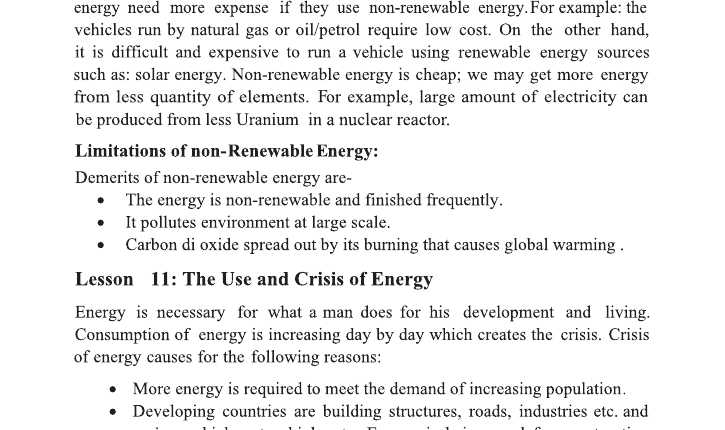 energy need more expense if they use non-renewable energy. For example: the
vehicles run by natural gas or oil/petrol require low cost. On the other hand,
it is difficult and expensive to run a vehicle using renewable energy sources
such as: solar energy. Non-renewable energy is cheap; we may get more energy
from less quantity of elements. For example, large amount of electricity can
be produced from less Uranium in a nuclear reactor.
Limitations of non-Renewable Energy:
Demerits of non-renewable energy are-
• The energy is non-renewable and finished frequently.
• It pollutes environment at large scale.
• Carbon di oxide spread out by its burning that causes global warming .
Lesson 11: The Use and Crisis of Energy
Energy is necessary for what a man does for his development and living.
Consumption of energy is increasing day by day which creates the crisis. Crisis
of energy causes for the following reasons:
• More energy is required to meet the demand of increasing population.
• Developing countries are building structures, roads, industries etc. and